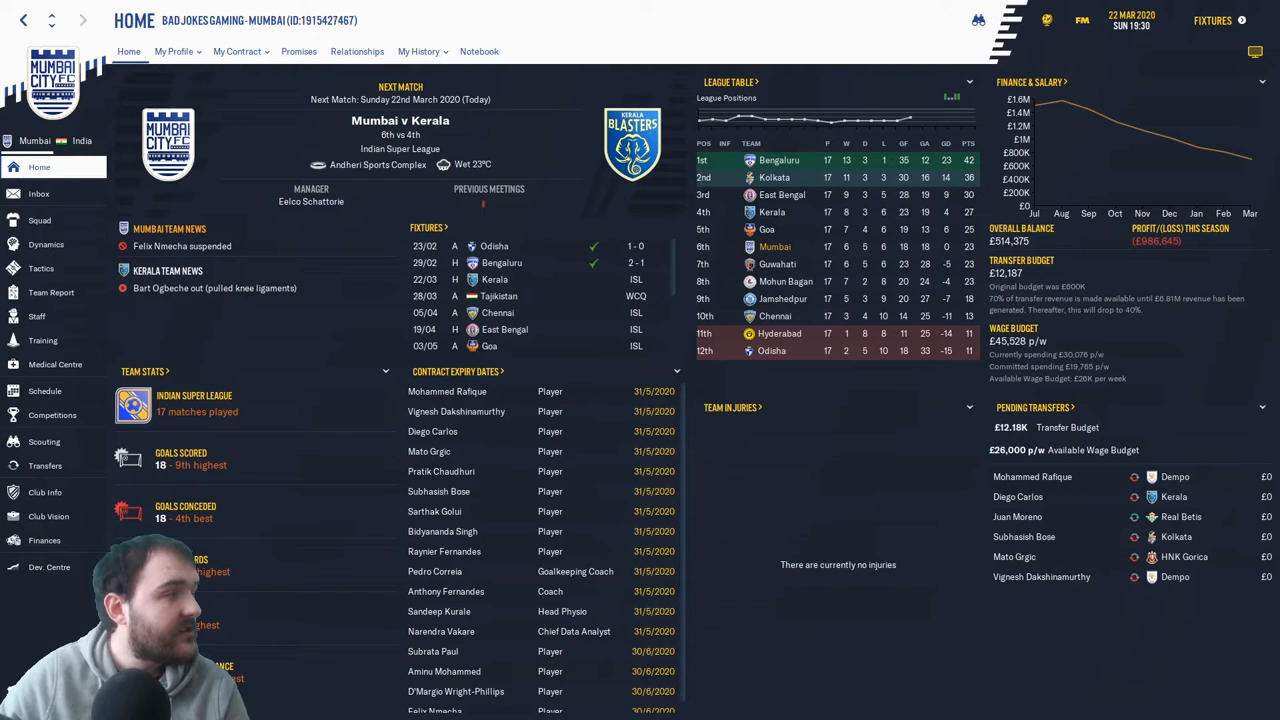 HOME BAD JOKES GAMING - MUMBAI (ID:1915427467)
FM
22 MAR 2020
SUN 19:30
FIXTURES
Home My Profile My Contract Promises Relationships My History Notebook
MUMBAI
CITY FC
Mumbai India
Home
Inbox
Squad
Dynamics
Tactics
Team Report
Staff
Training
Medical Centre
Schedule
Competitions
Scouting
Transfers
Club Info
Club Vision
Finances
Dev. Centre
NEXT MATCH
Next Match: Sunday 22nd March 2020 (Today)
MUMBAI
CITY FC
Mumbai v Kerala
6th vs 4th
Indian Super League
Andheri Sports Complex Wet 23°C
KERALA
BLASTERS
MANAGER
Eelco Schattorie
PREVIOUS MEETINGS
MUMBAI TEAM NEWS
Felix Nmecha suspended
KERALA TEAM NEWS
Bart Ogbeche out (pulled knee ligaments)
FIXTURES
23/02 A Odisha 1 - 0
29/02 H Bengaluru 2 - 1
22/03 H Kerala ISL
28/03 A Tajikistan WCQ
05/04 A Chennai ISL
19/04 H East Bengal ISL
03/05 A Goa ISL
TEAM STATS
INDIAN SUPER LEAGUE
17 matches played
GOALS SCORED
18 - 9th highest
GOALS CONCEDED
18 - 4th best
CONTRACT EXPIRY DATES
Mohammed Rafique Player 31/5/2020
Vignesh Dakshinamurthy Player 31/5/2020
Diego Carlos Player 31/5/2020
Mato Grgic Player 31/5/2020
Pratik Chaudhuri Player 31/5/2020
Subhasish Bose Player 31/5/2020
Sarthak Golui Player 31/5/2020
Bidyananda Singh Player 31/5/2020
Raynier Fernandes Player 31/5/2020
Pedro Correia Goalkeeping Coach 31/5/2020
Anthony Fernandes Coach 31/5/2020
Sandeep Kurale Head Physio 31/5/2020
Narendra Vakare Chief Data Analyst 31/5/2020
Subrata Paul Player 30/6/2020
Aminu Mohammed Player 30/6/2020
D'Margio Wright-Phillips Player 30/6/2020
Felix Nmecha Player 30/6/2020
LEAGUE TABLE
League Positions
POS INF TEAM P W D L GF GA GD PTS
1st Bengaluru 17 13 3 1 35 12 23 42
2nd Kolkata 17 11 3 3 30 16 14 36
3rd East Bengal 17 9 3 5 28 19 9 30
4th Kerala 17 8 3 6 23 19 4 27
5th Goa 17 7 4 6 19 13 6 25
6th Mumbai 17 6 5 6 18 18 0 23
7th Guwahati 17 6 5 6 23 28 -5 23
8th Mohun Bagan 17 7 2 8 20 24 -4 23
9th Jamshedpur 17 5 3 9 20 27 -7 18
10th Chennai 17 3 4 10 14 25 -11 13
11th Hyderabad 17 1 8 8 11 25 -14 11
12th Odisha 17 2 5 10 18 33 -15 11
TEAM INJURIES
There are currently no injuries
FINANCE & SALARY
£1.6M
£1.4M
£1.2M
£1M
£800K
£600K
£400K
£200K
£0
Jul Aug Sep Oct Nov Dec Jan Feb Mar
OVERALL BALANCE
£514,375
PROFIT/(LOSS) THIS SEASON
(£986,645)
TRANSFER BUDGET
£12,187
Original budget was £600K
70% of transfer revenue is made available until £6.81M revenue has been
generated. Thereafter, this will drop to 40%.
WAGE BUDGET
£45,528 p/w
Currently spending £30,076 p/w
Committed spending £19,765 p/w
Available Wage Budget: £26K per week
PENDING TRANSFERS
£12.18K Transfer Budget
£26,000 p/w Available Wage Budget
Mohammed Rafique Dempo £0
Diego Carlos Kerala £0
Juan Moreno Real Betis £0
Subhasish Bose Kolkata £0
Mato Grgic HNK Gorica £0
Vignesh Dakshinamurthy Dempo £0